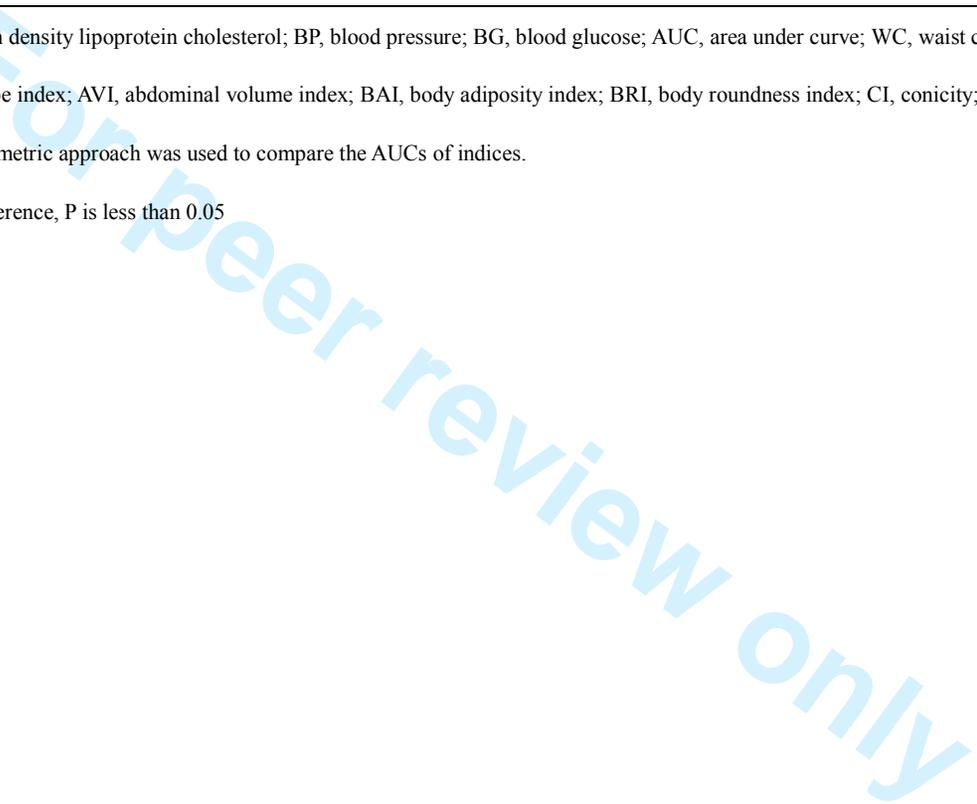 density lipoprotein cholesterol; BP, blood pressure; BG, blood glucose; AUC, area under curve; WC, waist
index; AVI, abdominal volume index; BAI, body adiposity index; BRI, body roundness index; CI, conicity;
metric approach was used to compare the AUCs of indices.
erence, P is less than 0.05
For peer review only